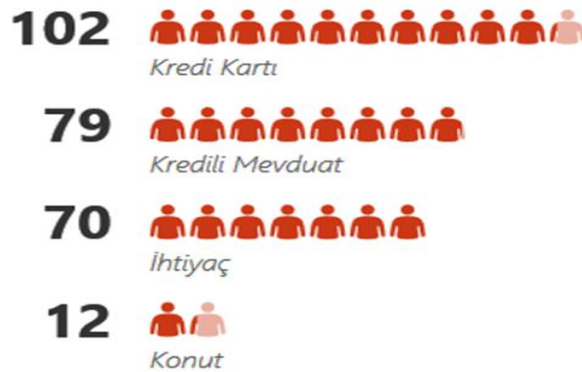 102
Kredi Kartı
79
Kredili Mevduat
70
İhtiyaç
12
Konut